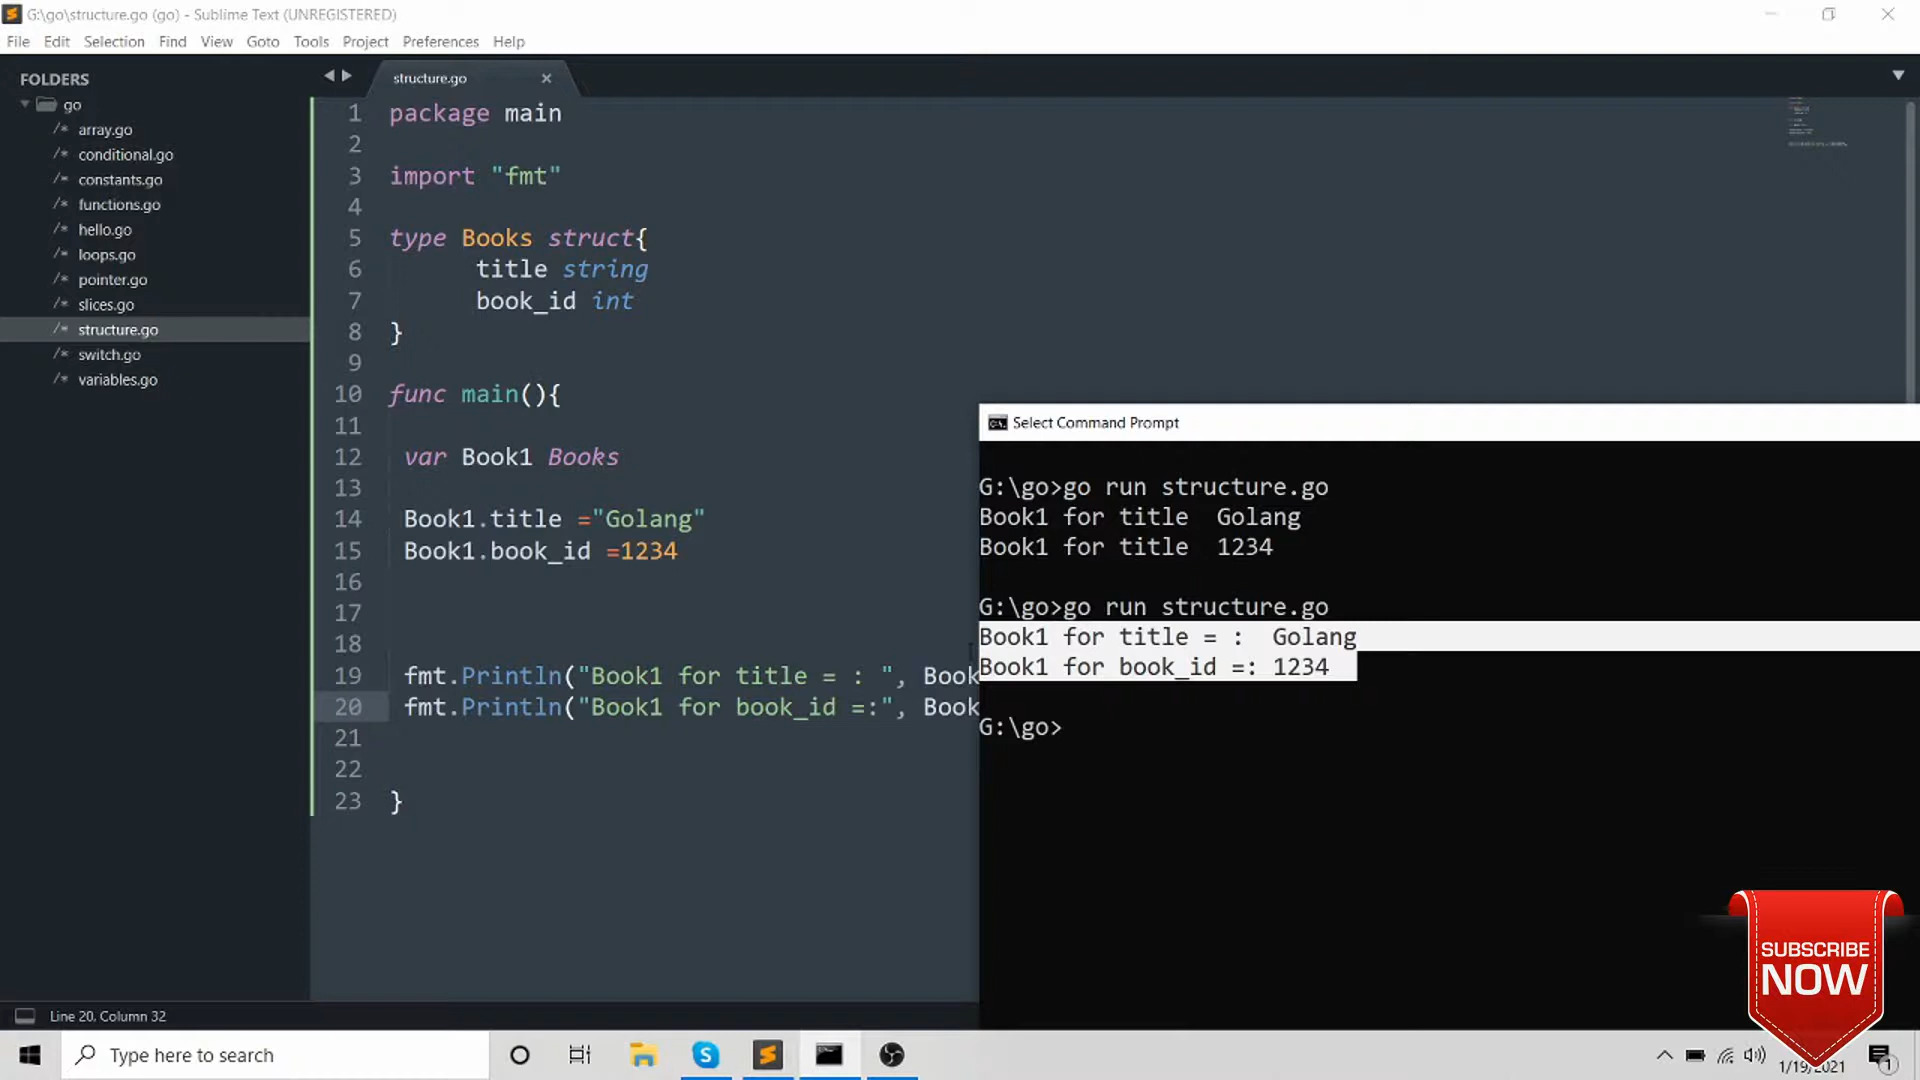 G:\go\structure.go (go) - Sublime Text (UNREGISTERED)
File Edit Selection Find View Goto Tools Project Preferences Help
FOLDERS
go
array.go
conditional.go
constants.go
functions.go
hello.go
loops.go
pointer.go
slices.go
structure.go
switch.go
variables.go
structure.go
1 package main
2
3 import "fmt"
4
5 type Books struct{
6 title string
7 book_id int
8 }
9
10 func main(){
11
12 var Book1 Books
13
14 Book1.title ="Golang"
15 Book1.book_id =1234
16
17
18
19 fmt.Println("Book1 for title = : ", Book
20 fmt.Println("Book1 for book_id =:", Book
21
22
23 }
Select Command Prompt
G:\go>go run structure.go
Book1 for title  Golang
Book1 for title  1234
G:\go>go run structure.go
Book1 for title = :  Golang
Book1 for book_id =: 1234
G:\go>
SUBSCRIBE
NOW
Line 20, Column 32
Type here to search
1/19/2021
1